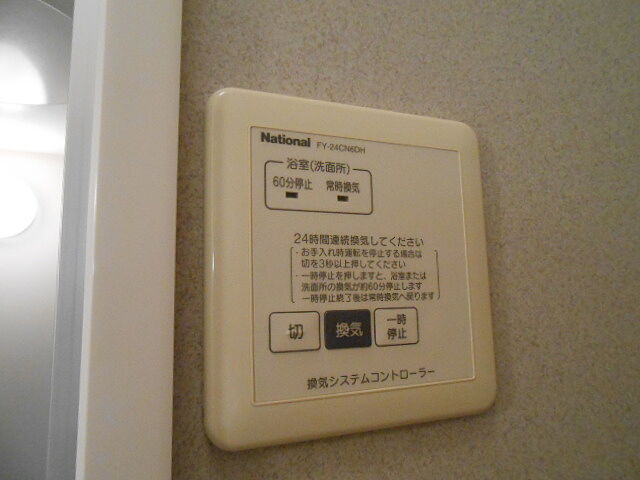 National FY-24CN6DH
浴室(洗面所)
60分停止 常時換気
24時間連続換気してください
・お手入れ時運転を停止する場合は
切を3秒以上押してください
・一時停止を押しますと、浴室または
洗面所の換気が約60分停止します
一時停止終了後は常時換気へ戻ります
切 換気 一時
停止
換気システムコントローラー